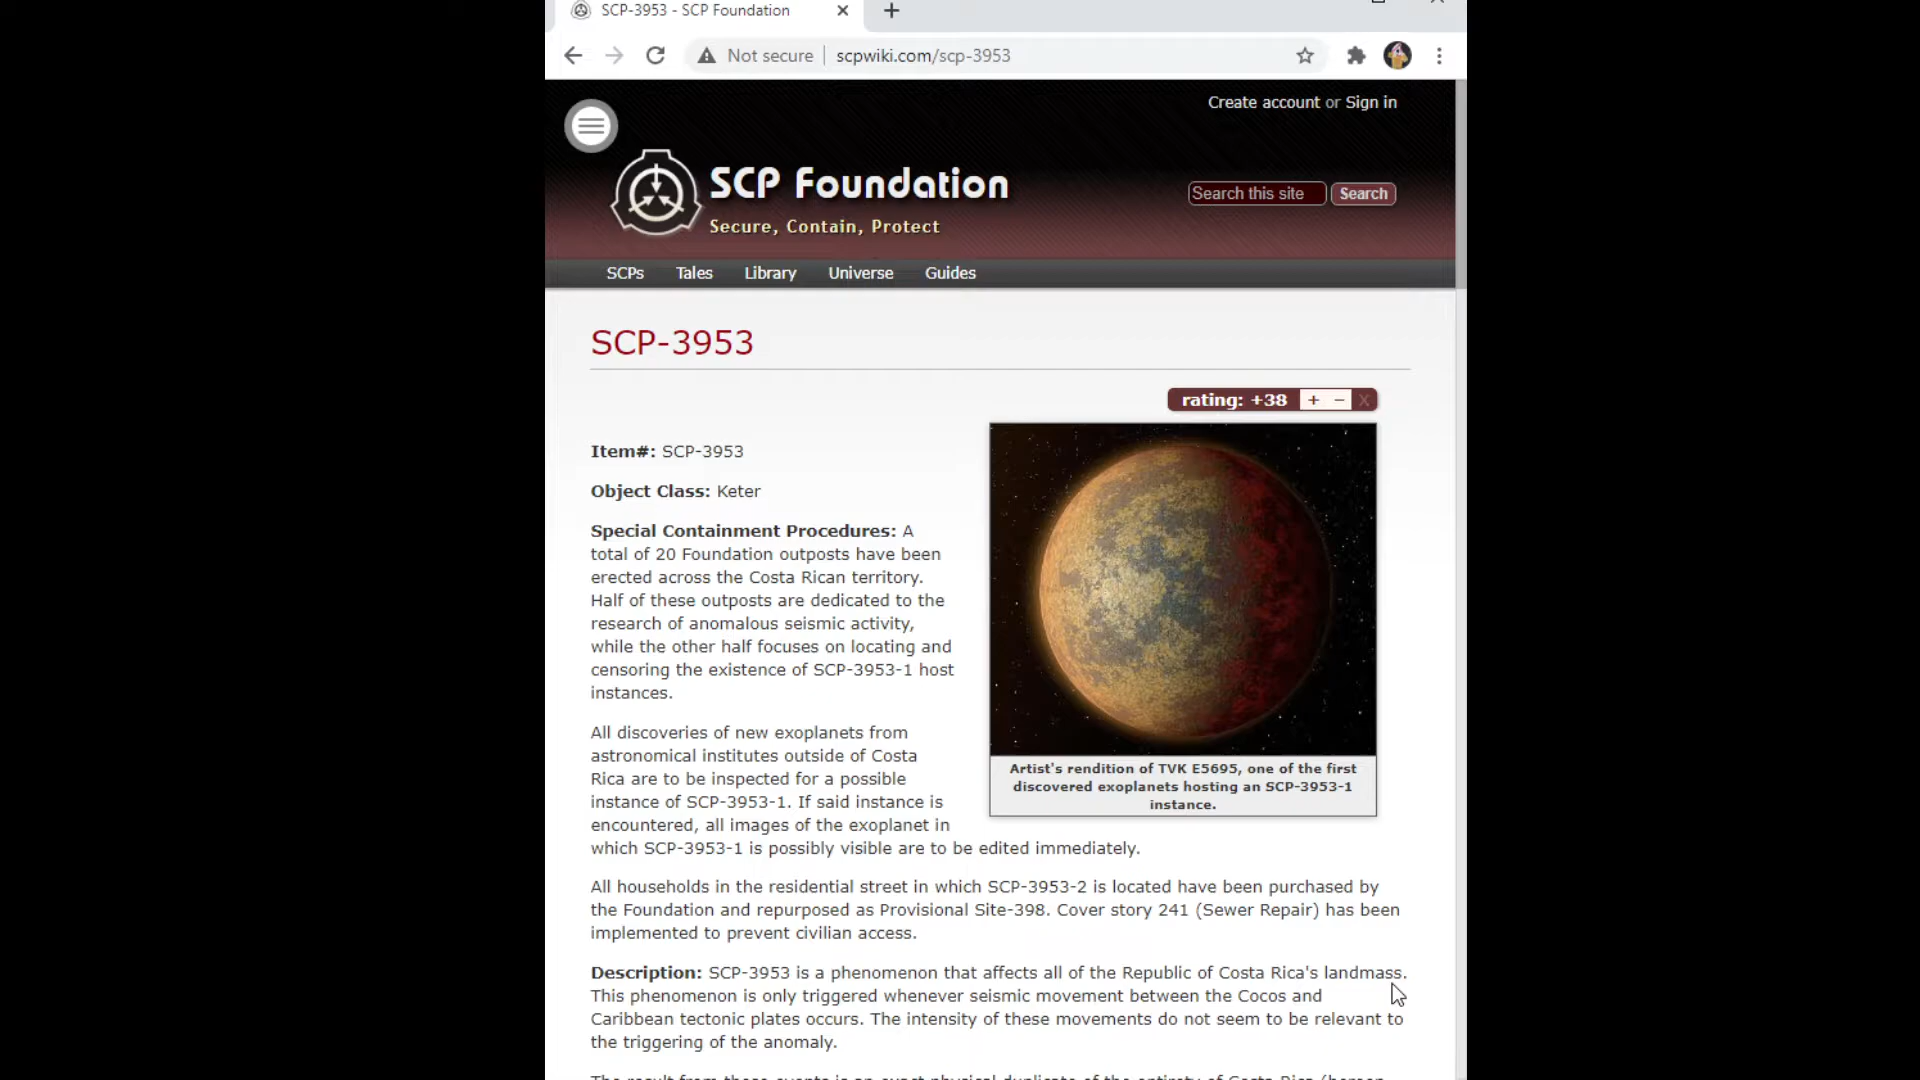 SCP-3953 - SCP Foundation
Not secure
scpwiki.com/scp-3953
Create account or Sign in
SCP Foundation
Secure, Contain, Protect
Search this site
Search
SCPs
Tales
Library
Universe
Guides
SCP-3953
rating: +38 + − X
Item#: SCP-3953
Object Class: Keter
Special Containment Procedures: A
total of 20 Foundation outposts have been
erected across the Costa Rican territory.
Half of these outposts are dedicated to the
research of anomalous seismic activity,
while the other half focuses on locating and
censoring the existence of SCP-3953-1 host
instances.
Artist's rendition of TVK E5695, one of the first
discovered exoplanets hosting an SCP-3953-1
instance.
All discoveries of new exoplanets from
astronomical institutes outside of Costa
Rica are to be inspected for a possible
instance of SCP-3953-1. If said instance is
encountered, all images of the exoplanet in
which SCP-3953-1 is possibly visible are to be edited immediately.
All households in the residential street in which SCP-3953-2 is located have been purchased by
the Foundation and repurposed as Provisional Site-398. Cover story 241 (Sewer Repair) has been
implemented to prevent civilian access.
Description: SCP-3953 is a phenomenon that affects all of the Republic of Costa Rica's landmass.
This phenomenon is only triggered whenever seismic movement between the Cocos and
Caribbean tectonic plates occurs. The intensity of these movements do not seem to be relevant to
the triggering of the anomaly.